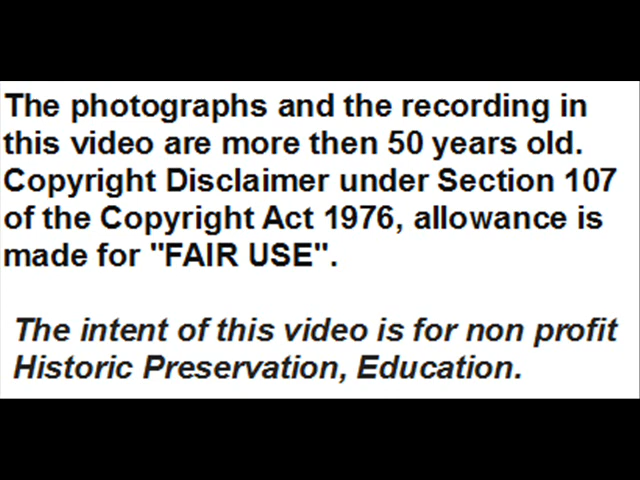 The photographs and the recording in
this video are more then 50 years old.
Copyright Disclaimer under Section 107
of the Copyright Act 1976, allowance is
made for "FAIR USE".
The intent of this video is for non profit
Historic Preservation, Education.